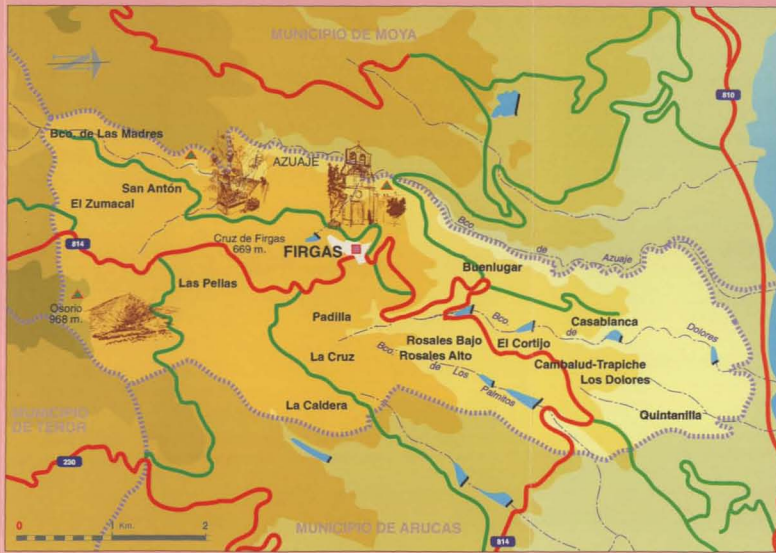 MUNICIPIO DE MOYA
810
Bco. de Las Madres
AZUAJE
San Antón
El Zumacal
Bco. de Azuaje
814
Cruz de Firgas
669 m.
FIRGAS
Buenlugar
Las Pellas
Osorio
968 m.
Padilla
Bco. de Dolores
Casablanca
Rosales Bajo
El Cortijo
Rosales Alto
La Cruz
Bco. de Los Palmitos
Cambalud-Trapiche
Los Dolores
La Caldera
Quintanilla
MUNICIPIO
DE TEROR
230
0 1 Km. 2
MUNICIPIO DE ARUCAS
814